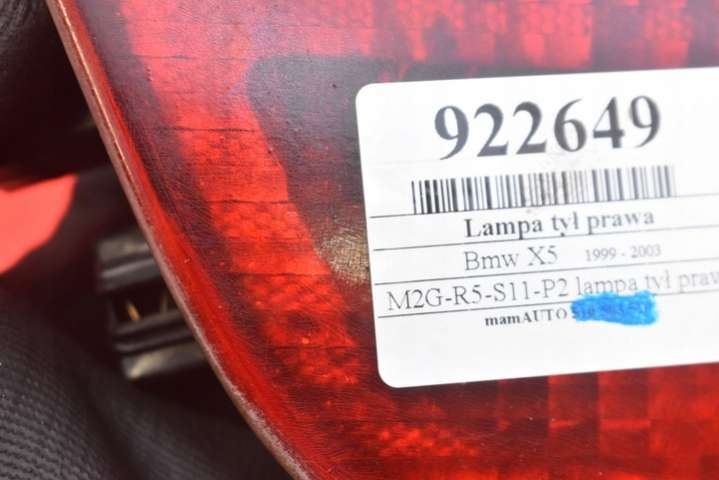 922649
Lampa tył prawa
Bmw X5 1999 - 2003
M2G-R5-S11-P2 lampa tył praw
mamAUTO